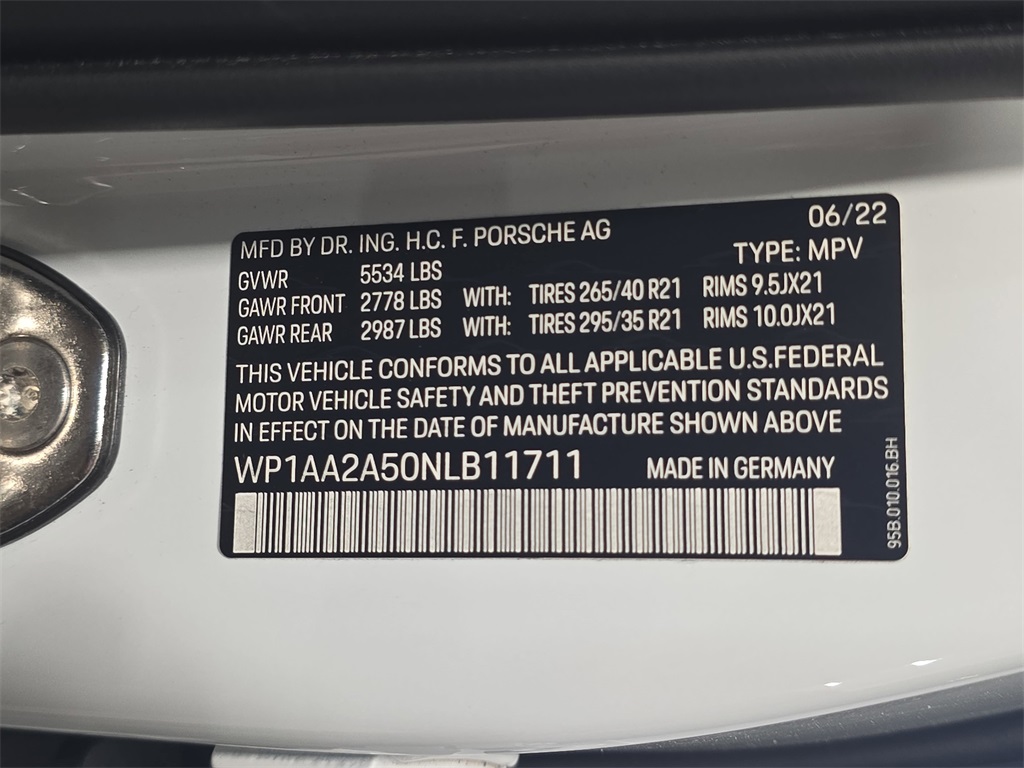 06/22
MFD BY DR. ING. H.C. F. PORSCHE AG
TYPE: MPV
GVWR 5534 LBS
GAWR FRONT 2778 LBS WITH: TIRES 265/40 R21 RIMS 9.5JX21
GAWR REAR 2987 LBS WITH: TIRES 295/35 R21 RIMS 10.0JX21
THIS VEHICLE CONFORMS TO ALL APPLICABLE U.S.FEDERAL
MOTOR VEHICLE SAFETY AND THEFT PREVENTION STANDARDS
IN EFFECT ON THE DATE OF MANUFACTURE SHOWN ABOVE
WP1AA2A50NLB11711 MADE IN GERMANY
95B.010.016.BH